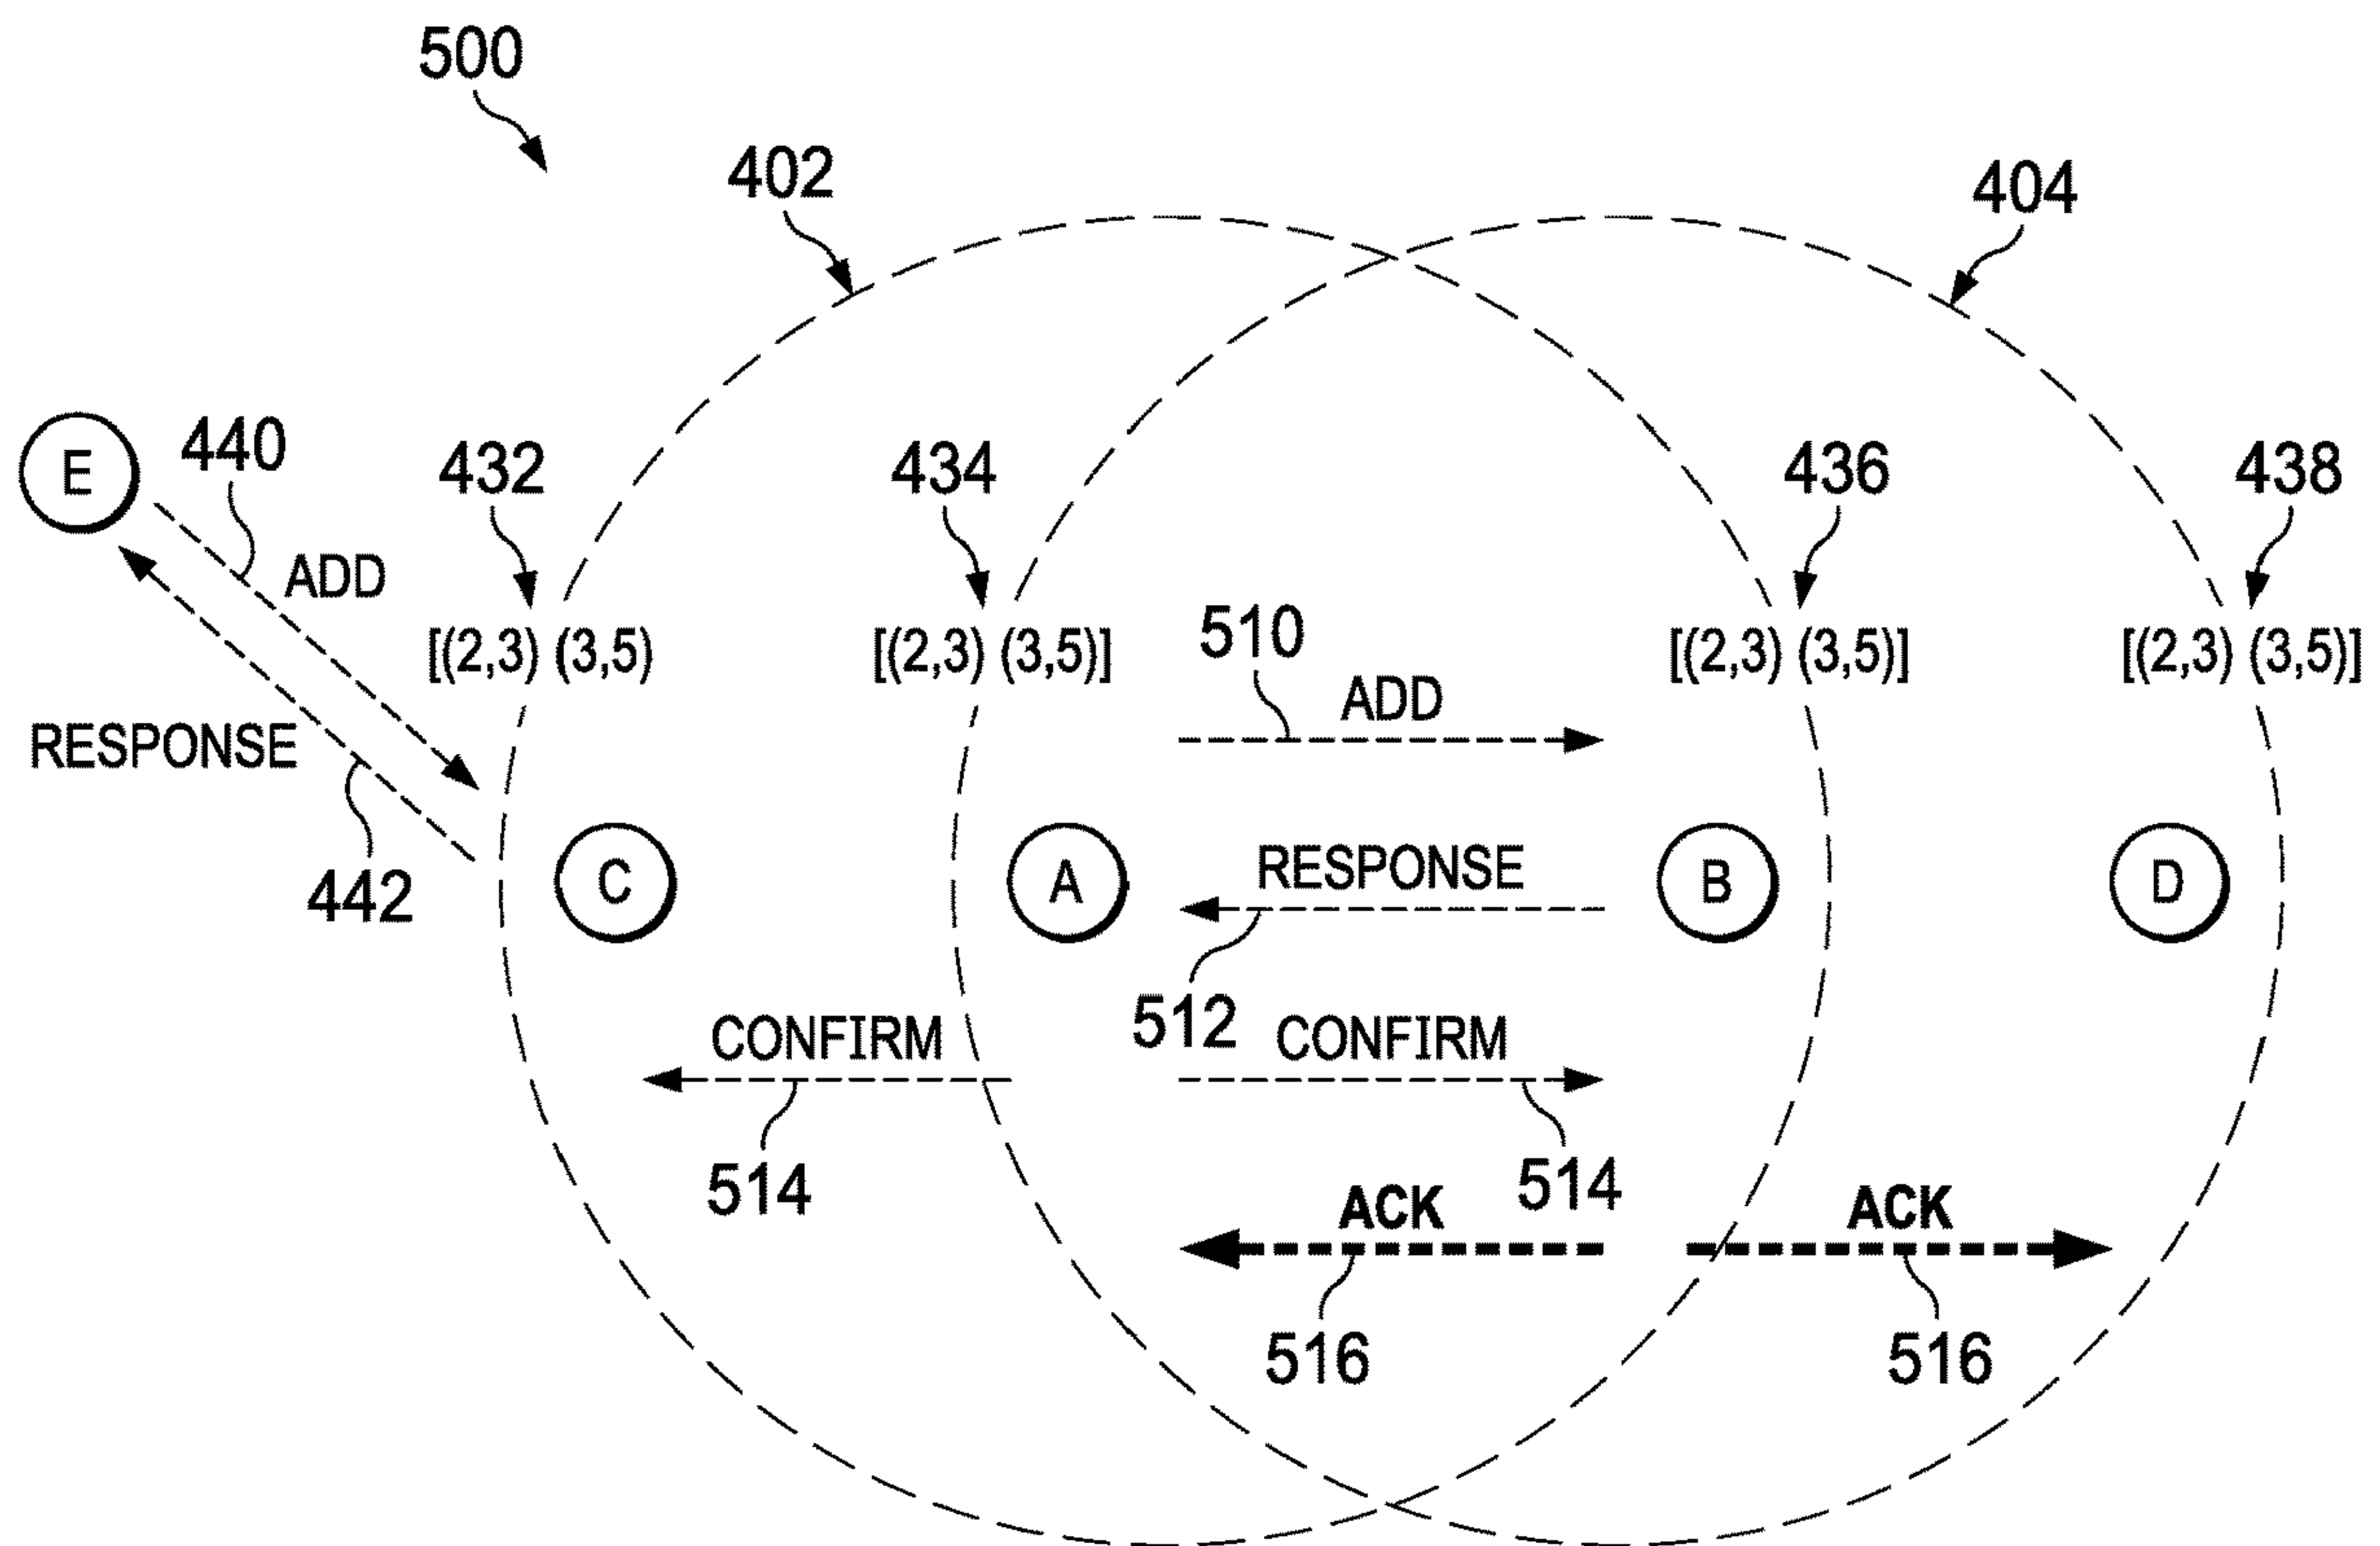 500
402
404
E
440
432
434
436
438
ADD
[(2,3) (3,5)
[(2,3) (3,5)]
[(2,3) (3,5)]
[(2,3) (3,5)]
510
ADD
RESPONSE
442
C
A
RESPONSE
B
D
512
CONFIRM
CONFIRM
514
514
ACK
ACK
516
516